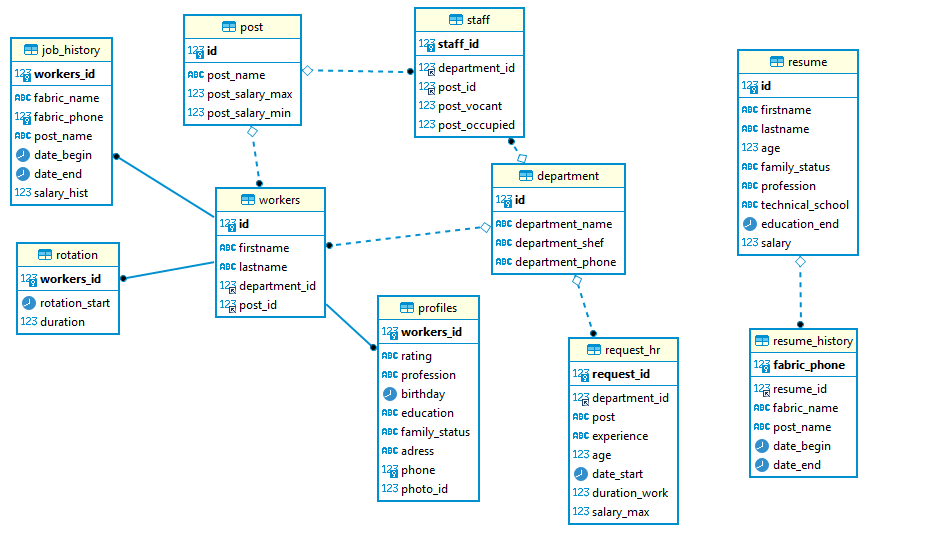 job_history
workers_id
fabric_name
fabric_phone
post_name
date_begin
date_end
salary_hist
post
id
post_name
post_salary_max
post_salary_min
staff
staff_id
department_id
post_id
post_vocant
post_occupied
resume
id
firstname
lastname
age
family_status
profession
technical_school
education_end
salary
workers
id
firstname
lastname
department_id
post_id
department
id
department_name
department_shef
department_phone
rotation
workers_id
rotation_start
duration
profiles
workers_id
rating
profession
birthday
education
family_status
adress
phone
photo_id
request_hr
request_id
department_id
post
experience
age
date_start
duration_work
salary_max
resume_history
fabric_phone
resume_id
fabric_name
post_name
date_begin
date_end